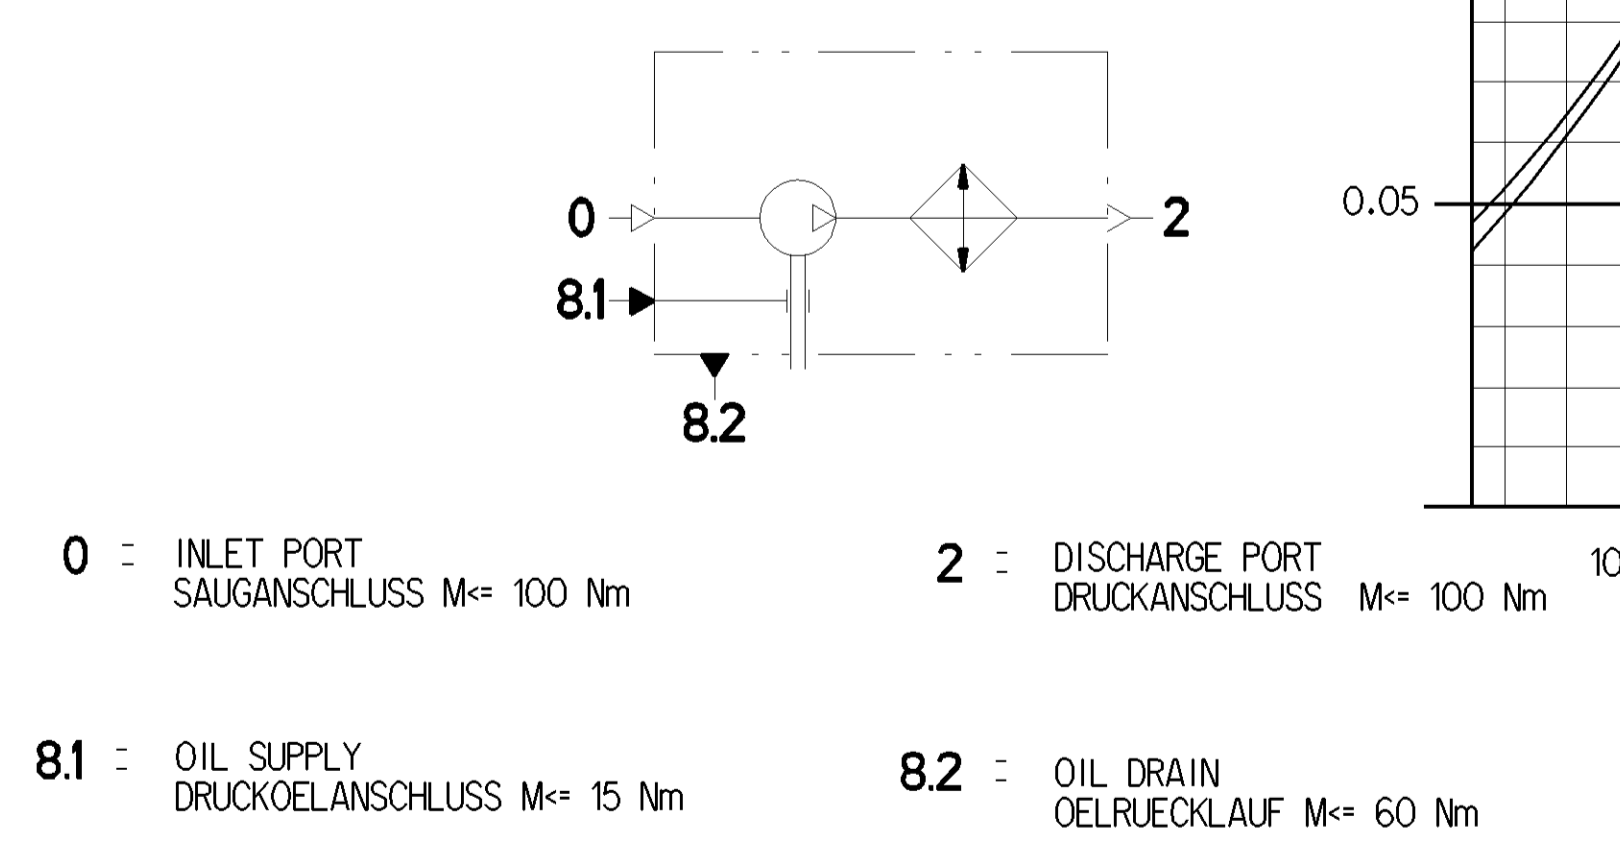 0
2
8.1
8.2
0.05
10
0 = INLET PORT
SAUGANSCHLUSS M<= 100 Nm
2 = DISCHARGE PORT
DRUCKANSCHLUSS M<= 100 Nm
8.1 = OIL SUPPLY
DRUCKOELANSCHLUSS M<= 15 Nm
8.2 = OIL DRAIN
OELRUECKLAUF M<= 60 Nm